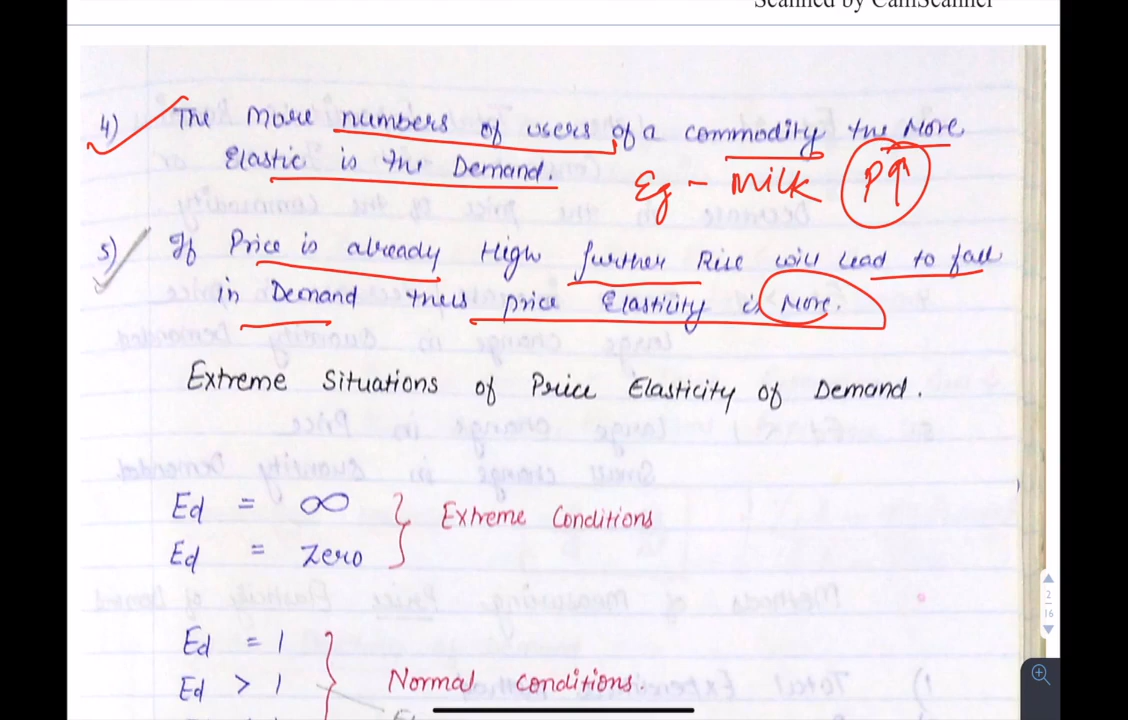 Scanned by CamScanner
4) The more numbers of users of a commodity the More
Elastic is the Demand.
Eg - Milk P↑
5) If Price is already High further Rise will lead to fall
in Demand thus price Elasticity is More.
Extreme Situations of Price Elasticity of Demand.
Ed = ∞
Extreme Conditions
Ed = Zero
Ed = 1
Ed > 1
Normal conditions.
2
16